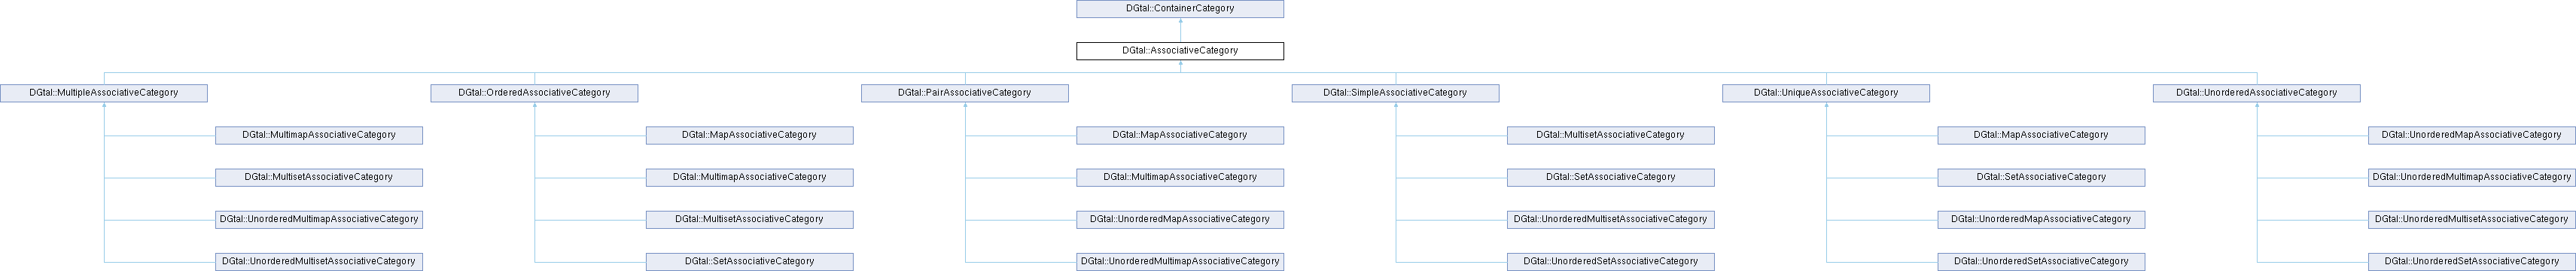 DGtal::ContainerCategory
DGtal::AssociativeCategory
DGtal::MultipleAssociativeCategory DGtal::OrderedAssociativeCategory DGtal::PairAssociativeCategory DGtal::SimpleAssociativeCategory DGtal::UniqueAssociativeCategory DGtal::UnorderedAssociativeCategory
DGtal::MultimapAssociativeCategory DGtal::MapAssociativeCategory DGtal::MapAssociativeCategory DGtal::MultisetAssociativeCategory DGtal::MapAssociativeCategory DGtal::UnorderedMapAssociativeCategory
DGtal::MultisetAssociativeCategory DGtal::MultimapAssociativeCategory DGtal::MultimapAssociativeCategory DGtal::SetAssociativeCategory DGtal::SetAssociativeCategory DGtal::UnorderedMultimapAssociativeCategory
DGtal::UnorderedMultimapAssociativeCategory DGtal::MultisetAssociativeCategory DGtal::UnorderedMapAssociativeCategory DGtal::UnorderedMultisetAssociativeCategory DGtal::UnorderedMapAssociativeCategory DGtal::UnorderedMultisetAssociativeCategory
DGtal::UnorderedMultisetAssociativeCategory DGtal::SetAssociativeCategory DGtal::UnorderedMultimapAssociativeCategory DGtal::UnorderedSetAssociativeCategory DGtal::UnorderedSetAssociativeCategory DGtal::UnorderedSetAssociativeCategory